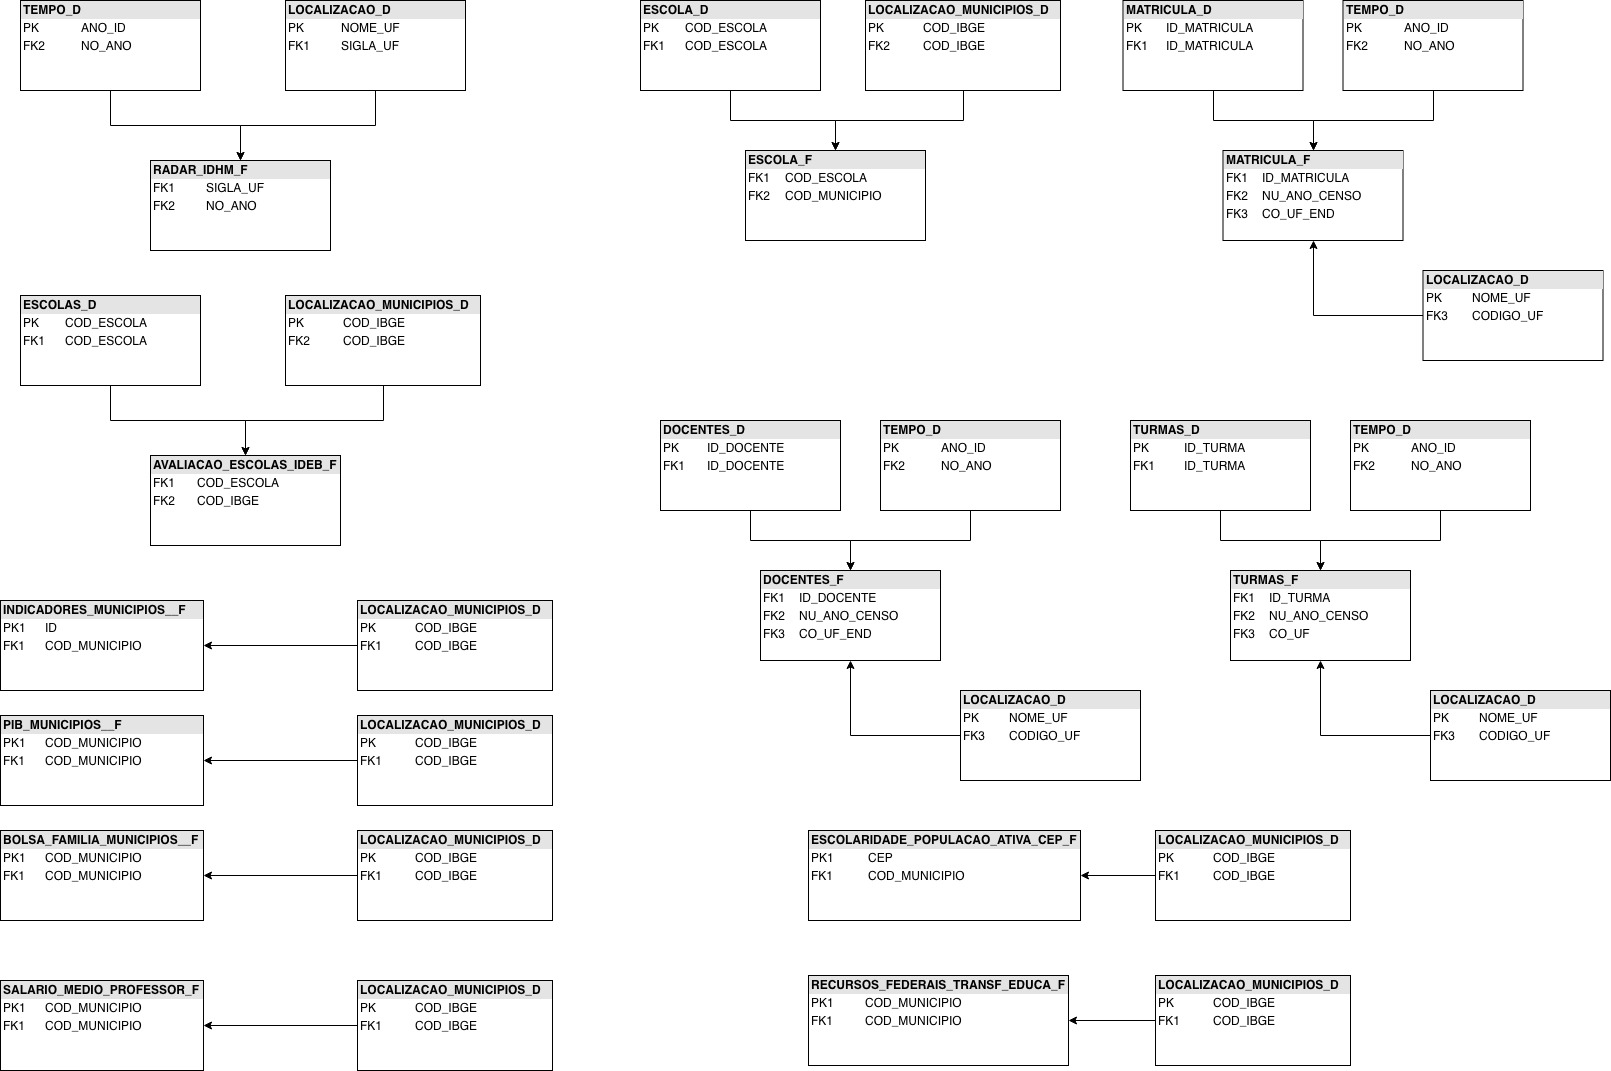 TEMPO_D
PK ANO_ID
FK2 NO_ANO
LOCALIZACAO_D
PK NOME_UF
FK1 SIGLA_UF
RADAR_IDHM_F
FK1 SIGLA_UF
FK2 NO_ANO
ESCOLA_D
PK COD_ESCOLA
FK1 COD_ESCOLA
LOCALIZACAO_MUNICIPIOS_D
PK COD_IBGE
FK2 COD_IBGE
ESCOLA_F
FK1 COD_ESCOLA
FK2 COD_MUNICIPIO
MATRICULA_D
PK ID_MATRICULA
FK1 ID_MATRICULA
TEMPO_D
PK ANO_ID
FK2 NO_ANO
MATRICULA_F
FK1 ID_MATRICULA
FK2 NU_ANO_CENSO
FK3 CO_UF_END
LOCALIZACAO_D
PK NOME_UF
FK3 CODIGO_UF
ESCOLAS_D
PK COD_ESCOLA
FK1 COD_ESCOLA
LOCALIZACAO_MUNICIPIOS_D
PK COD_IBGE
FK2 COD_IBGE
AVALIACAO_ESCOLAS_IDEB_F
FK1 COD_ESCOLA
FK2 COD_IBGE
DOCENTES_D
PK ID_DOCENTE
FK1 ID_DOCENTE
TEMPO_D
PK ANO_ID
FK2 NO_ANO
DOCENTES_F
FK1 ID_DOCENTE
FK2 NU_ANO_CENSO
FK3 CO_UF_END
LOCALIZACAO_D
PK NOME_UF
FK3 CODIGO_UF
TURMAS_D
PK ID_TURMA
FK1 ID_TURMA
TEMPO_D
PK ANO_ID
FK2 NO_ANO
TURMAS_F
FK1 ID_TURMA
FK2 NU_ANO_CENSO
FK3 CO_UF
LOCALIZACAO_D
PK NOME_UF
FK3 CODIGO_UF
INDICADORES_MUNICIPIOS__F
PK1 ID
FK1 COD_MUNICIPIO
LOCALIZACAO_MUNICIPIOS_D
PK COD_IBGE
FK1 COD_IBGE
PIB_MUNICIPIOS__F
PK1 COD_MUNICIPIO
FK1 COD_MUNICIPIO
LOCALIZACAO_MUNICIPIOS_D
PK COD_IBGE
FK1 COD_IBGE
BOLSA_FAMILIA_MUNICIPIOS__F
PK1 COD_MUNICIPIO
FK1 COD_MUNICIPIO
LOCALIZACAO_MUNICIPIOS_D
PK COD_IBGE
FK1 COD_IBGE
ESCOLARIDADE_POPULACAO_ATIVA_CEP_F
PK1 CEP
FK1 COD_MUNICIPIO
LOCALIZACAO_MUNICIPIOS_D
PK COD_IBGE
FK1 COD_IBGE
SALARIO_MEDIO_PROFESSOR_F
PK1 COD_MUNICIPIO
FK1 COD_MUNICIPIO
LOCALIZACAO_MUNICIPIOS_D
PK COD_IBGE
FK1 COD_IBGE
RECURSOS_FEDERAIS_TRANSF_EDUCA_F
PK1 COD_MUNICIPIO
FK1 COD_MUNICIPIO
LOCALIZACAO_MUNICIPIOS_D
PK COD_IBGE
FK1 COD_IBGE